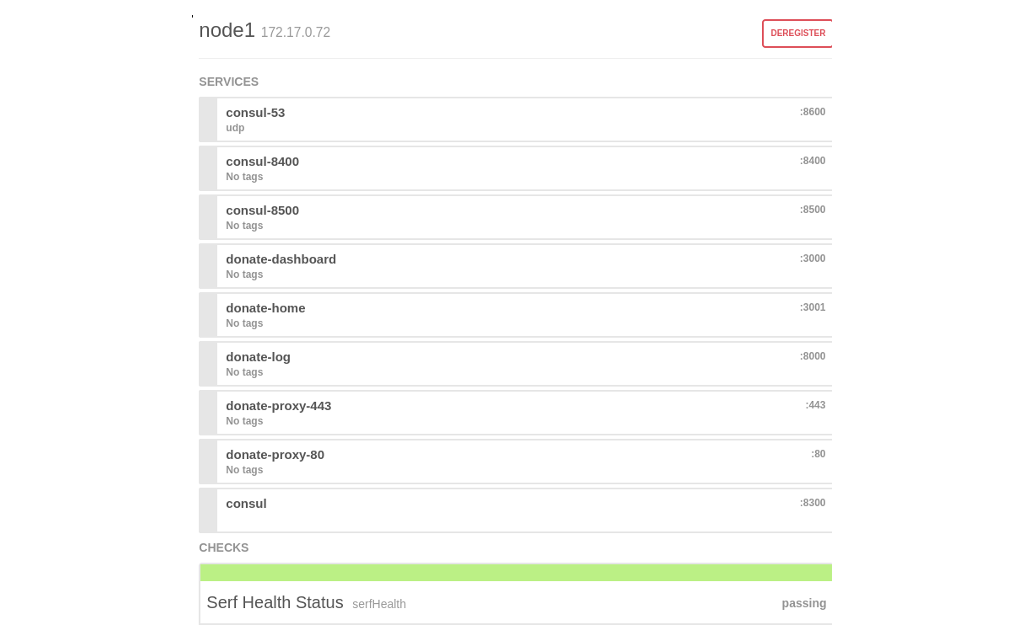 node1 172.17.0.72
DEREGISTER
SERVICES
consul-53 :8600
udp
consul-8400 :8400
No tags
consul-8500 :8500
No tags
donate-dashboard :3000
No tags
donate-home :3001
No tags
donate-log :8000
No tags
donate-proxy-443 :443
No tags
donate-proxy-80 :80
No tags
consul :8300
CHECKS
Serf Health Status serfHealth passing